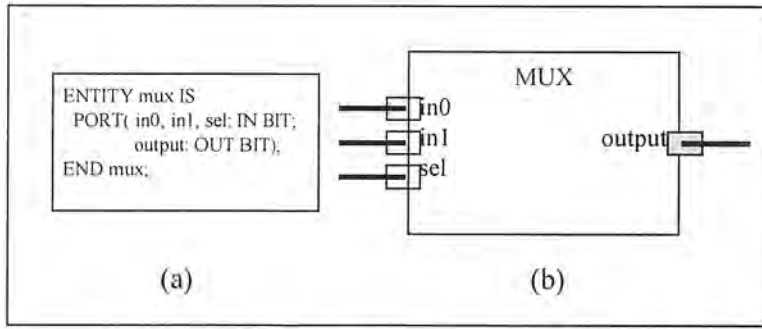 ENTITY mux IS
PORT( in0, in1, sel: IN BIT;
output: OUT BIT);
END mux;
MUX
in0
in1
sel
output
(a)
(b)